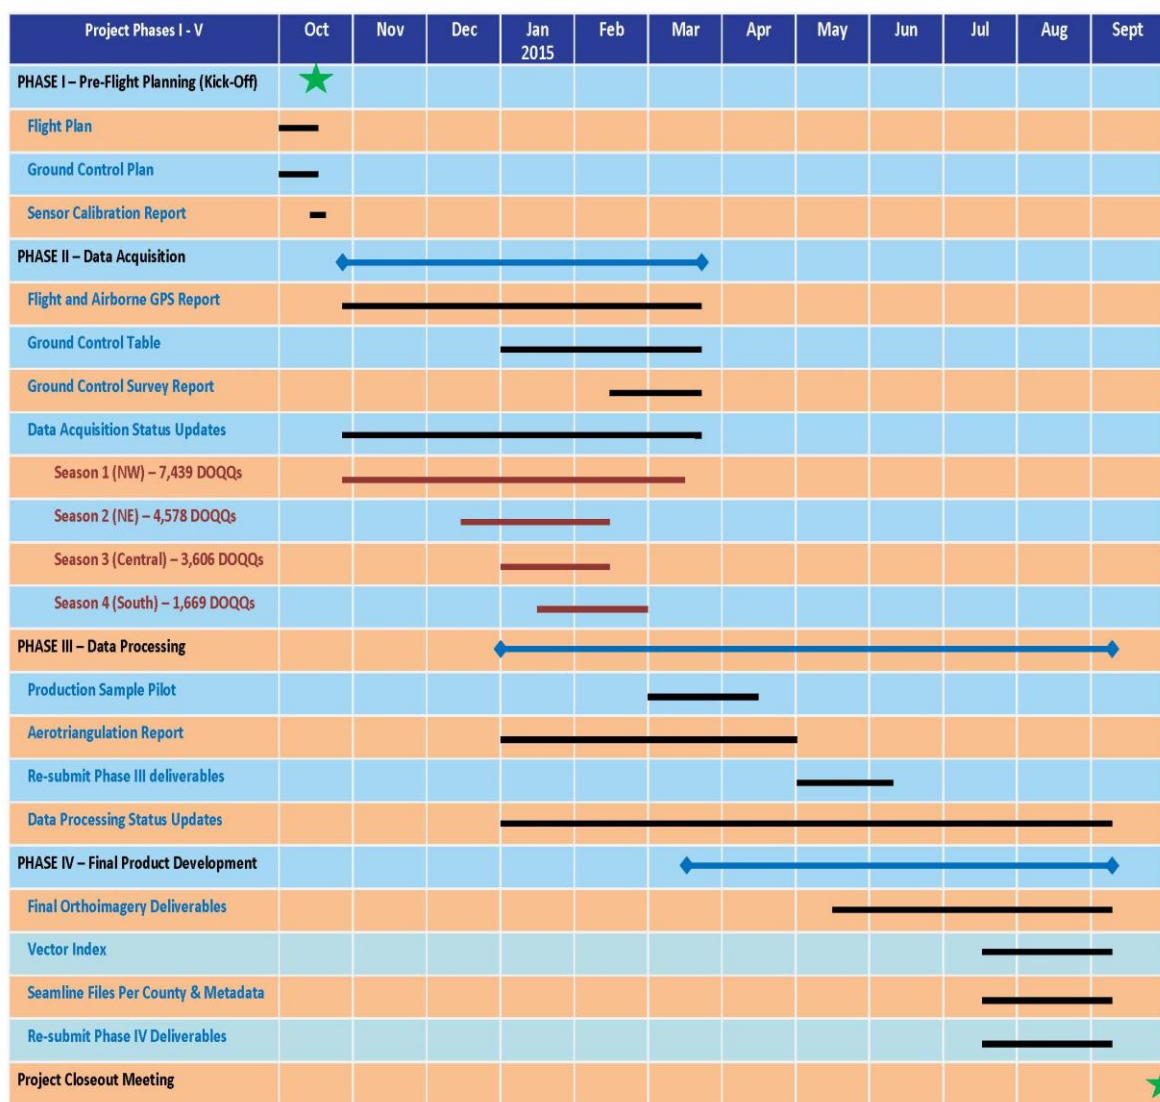 Project Phases I - V Oct Nov Dec Jan Feb Mar Apr May Jun Jul Aug Sept
2015
PHASE I – Pre-Flight Planning (Kick-Off)
Flight Plan
Ground Control Plan
Sensor Calibration Report
PHASE II – Data Acquisition
Flight and Airborne GPS Report
Ground Control Table
Ground Control Survey Report
Data Acquisition Status Updates
Season 1 (NW) – 7,439 DOQQs
Season 2 (NE) – 4,578 DOQQs
Season 3 (Central) – 3,606 DOQQs
Season 4 (South) – 1,669 DOQQs
PHASE III – Data Processing
Production Sample Pilot
Aerotriangulation Report
Re-submit Phase III deliverables
Data Processing Status Updates
PHASE IV – Final Product Development
Final Orthoimagery Deliverables
Vector Index
Seamline Files Per County & Metadata
Re-submit Phase IV Deliverables
Project Closeout Meeting